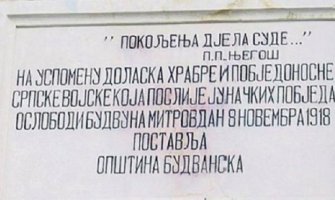 "ПОКОЉЕЊА ДЈЕЛА СУДЕ..."
П.П.ЊЕГОШ
НА УСПОМЕНУ ДОЛАСКА ХРАБРЕ И ПОБЈЕДОНОСНЕ
СРПСКЕ ВОЈСКЕ КОЈА ПОСЛИЈЕ ЈУНАЧКИХ ПОБЈЕДА
ОСЛОБОДИ БУДВУ НА МИТРОВДАН 8 НОВЕМБРА 1918
ПОСТАВЉА
ОПШТИНА БУДВАНСКА